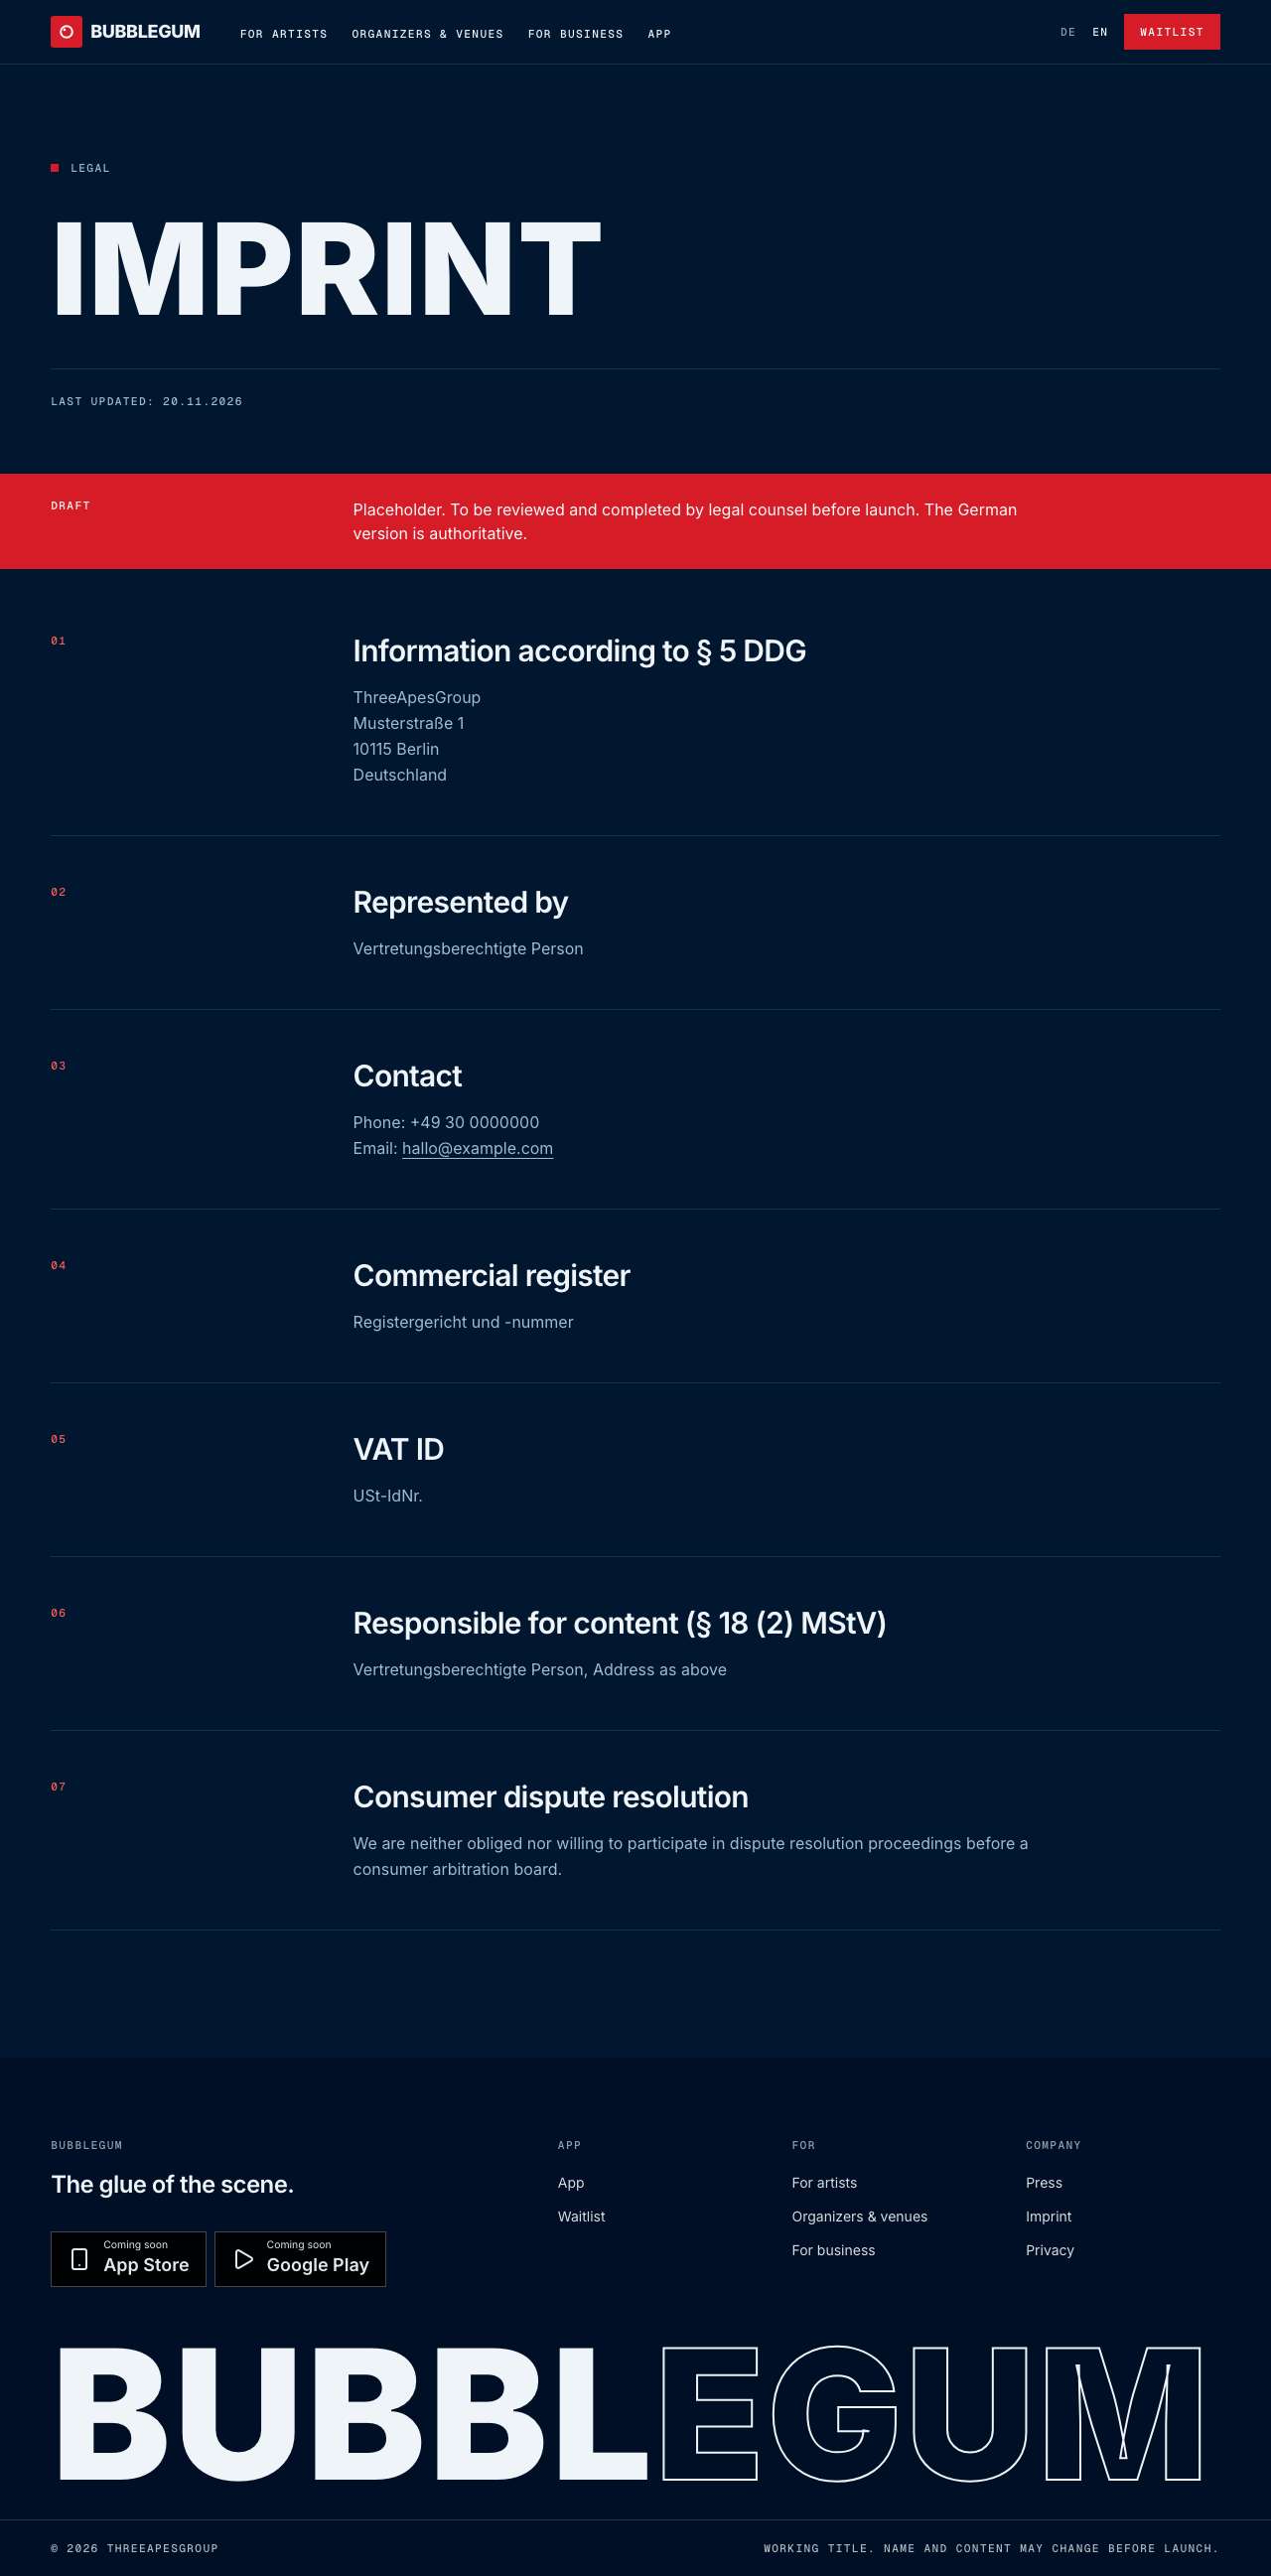 BUBBLEGUM
FOR ARTISTS
ORGANIZERS & VENUES
FOR BUSINESS
APP
DE
EN
WAITLIST
LEGAL
IMPRINT
LAST UPDATED: 20.11.2026
DRAFT
Placeholder. To be reviewed and completed by legal counsel before launch. The German
version is authoritative.
01
Information according to § 5 DDG
ThreeApesGroup
Musterstraße 1
10115 Berlin
Deutschland
02
Represented by
Vertretungsberechtigte Person
03
Contact
Phone: +49 30 0000000
Email: hallo@example.com
04
Commercial register
Registergericht und -nummer
05
VAT ID
USt-IdNr.
06
Responsible for content (§ 18 (2) MStV)
Vertretungsberechtigte Person, Address as above
07
Consumer dispute resolution
We are neither obliged nor willing to participate in dispute resolution proceedings before a
consumer arbitration board.
BUBBLEGUM
The glue of the scene.
Coming soon
App Store
Coming soon
Google Play
APP
App
Waitlist
FOR
For artists
Organizers & venues
For business
COMPANY
Press
Imprint
Privacy
BUBBLEGUM
© 2026 THREEAPESGROUP
WORKING TITLE. NAME AND CONTENT MAY CHANGE BEFORE LAUNCH.